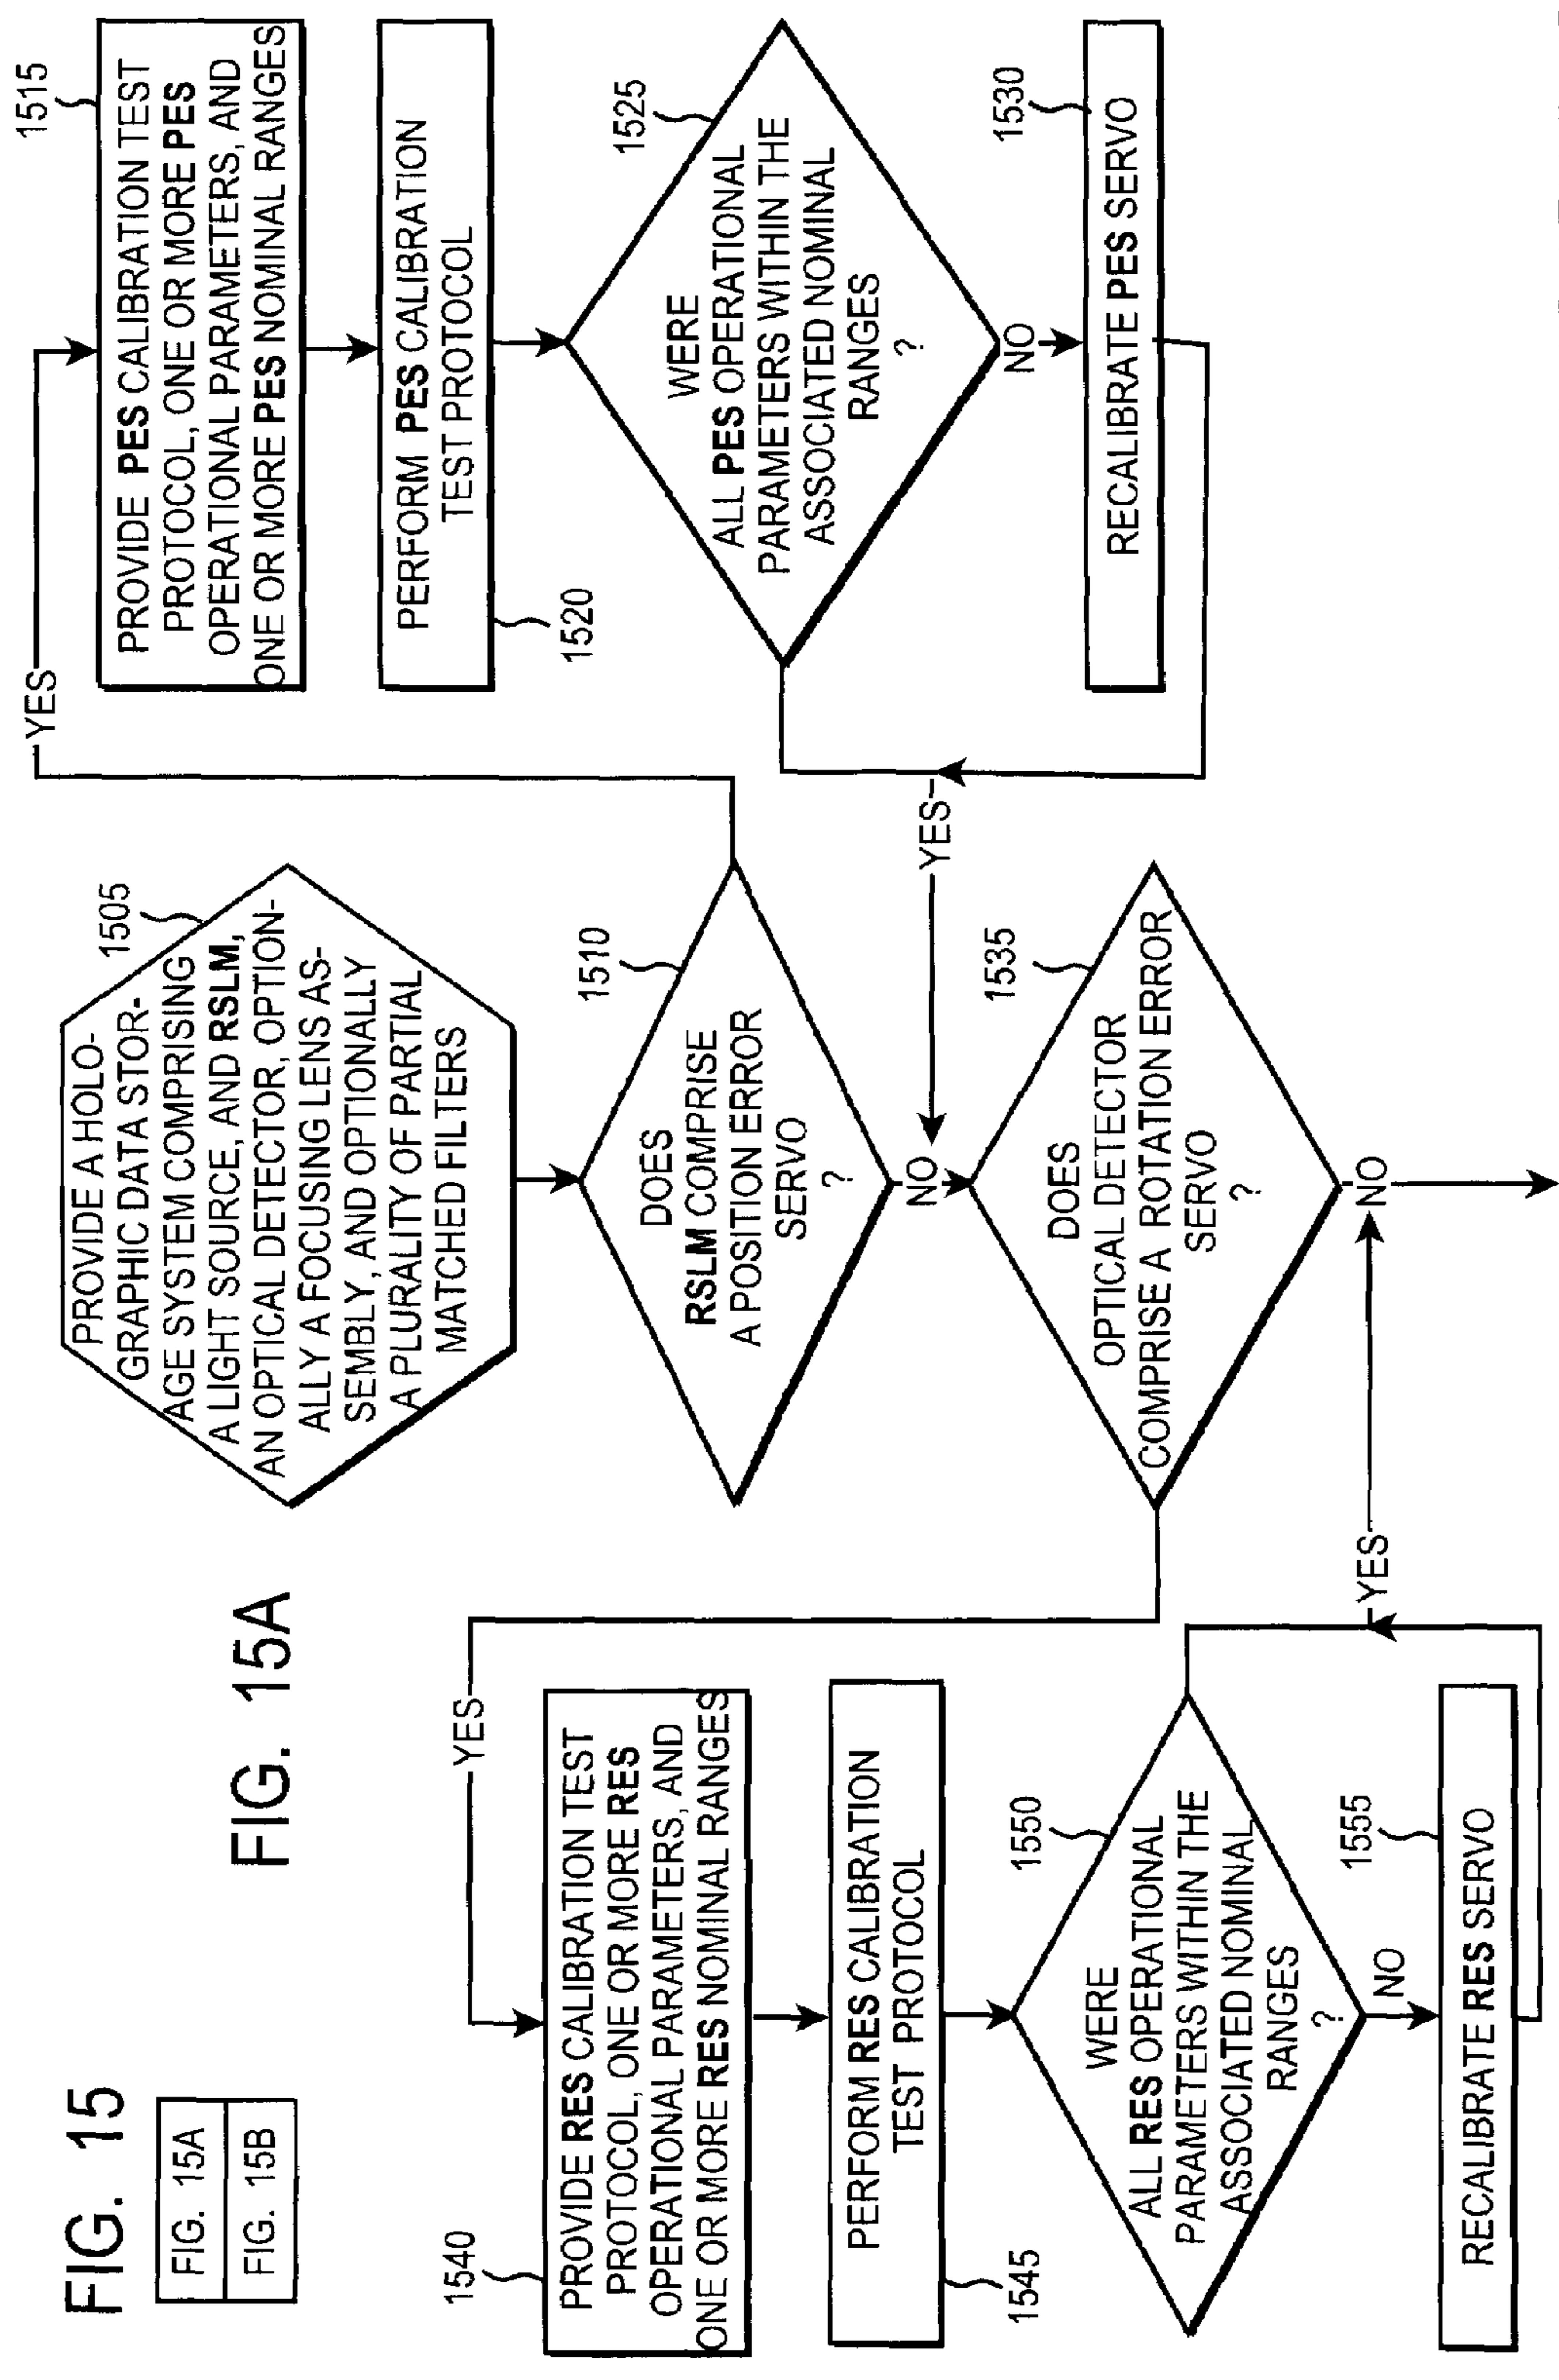 FIG. 15
FIG. 15A
FIG. 15B
FIG. 15A
1505
PROVIDE A HOLO-
GRAPHIC DATA STOR-
AGE SYSTEM COMPRISING
A LIGHT SOURCE, AND RSLM,
AN OPTICAL DETECTOR, OPTION-
ALLY A FOCUSING LENS AS-
SEMBLY, AND OPTIONALLY
A PLURALITY OF PARTIAL
MATCHED FILTERS
1510
DOES
RSLM COMPRISE
A POSITION ERROR
SERVO
?
YES
NO
1515
PROVIDE PES CALIBRATION TEST
PROTOCOL, ONE OR MORE PES
OPERATIONAL PARAMETERS, AND
ONE OR MORE PES NOMINAL RANGES
PERFORM PES CALIBRATION
TEST PROTOCOL
1520
1525
WERE
ALL PES OPERATIONAL
PARAMETERS WITHIN THE
ASSOCIATED NOMINAL
RANGES
?
YES
NO
1530
RECALIBRATE PES SERVO
1535
DOES
OPTICAL DETECTOR
COMPRISE A ROTATION ERROR
SERVO
?
YES
NO
1540
PROVIDE RES CALIBRATION TEST
PROTOCOL, ONE OR MORE RES
OPERATIONAL PARAMETERS, AND
ONE OR MORE RES NOMINAL RANGES
PERFORM RES CALIBRATION
TEST PROTOCOL
1545
1550
WERE
ALL RES OPERATIONAL
PARAMETERS WITHIN THE
ASSOCIATED NOMINAL
RANGES
?
YES
NO
1555
RECALIBRATE RES SERVO